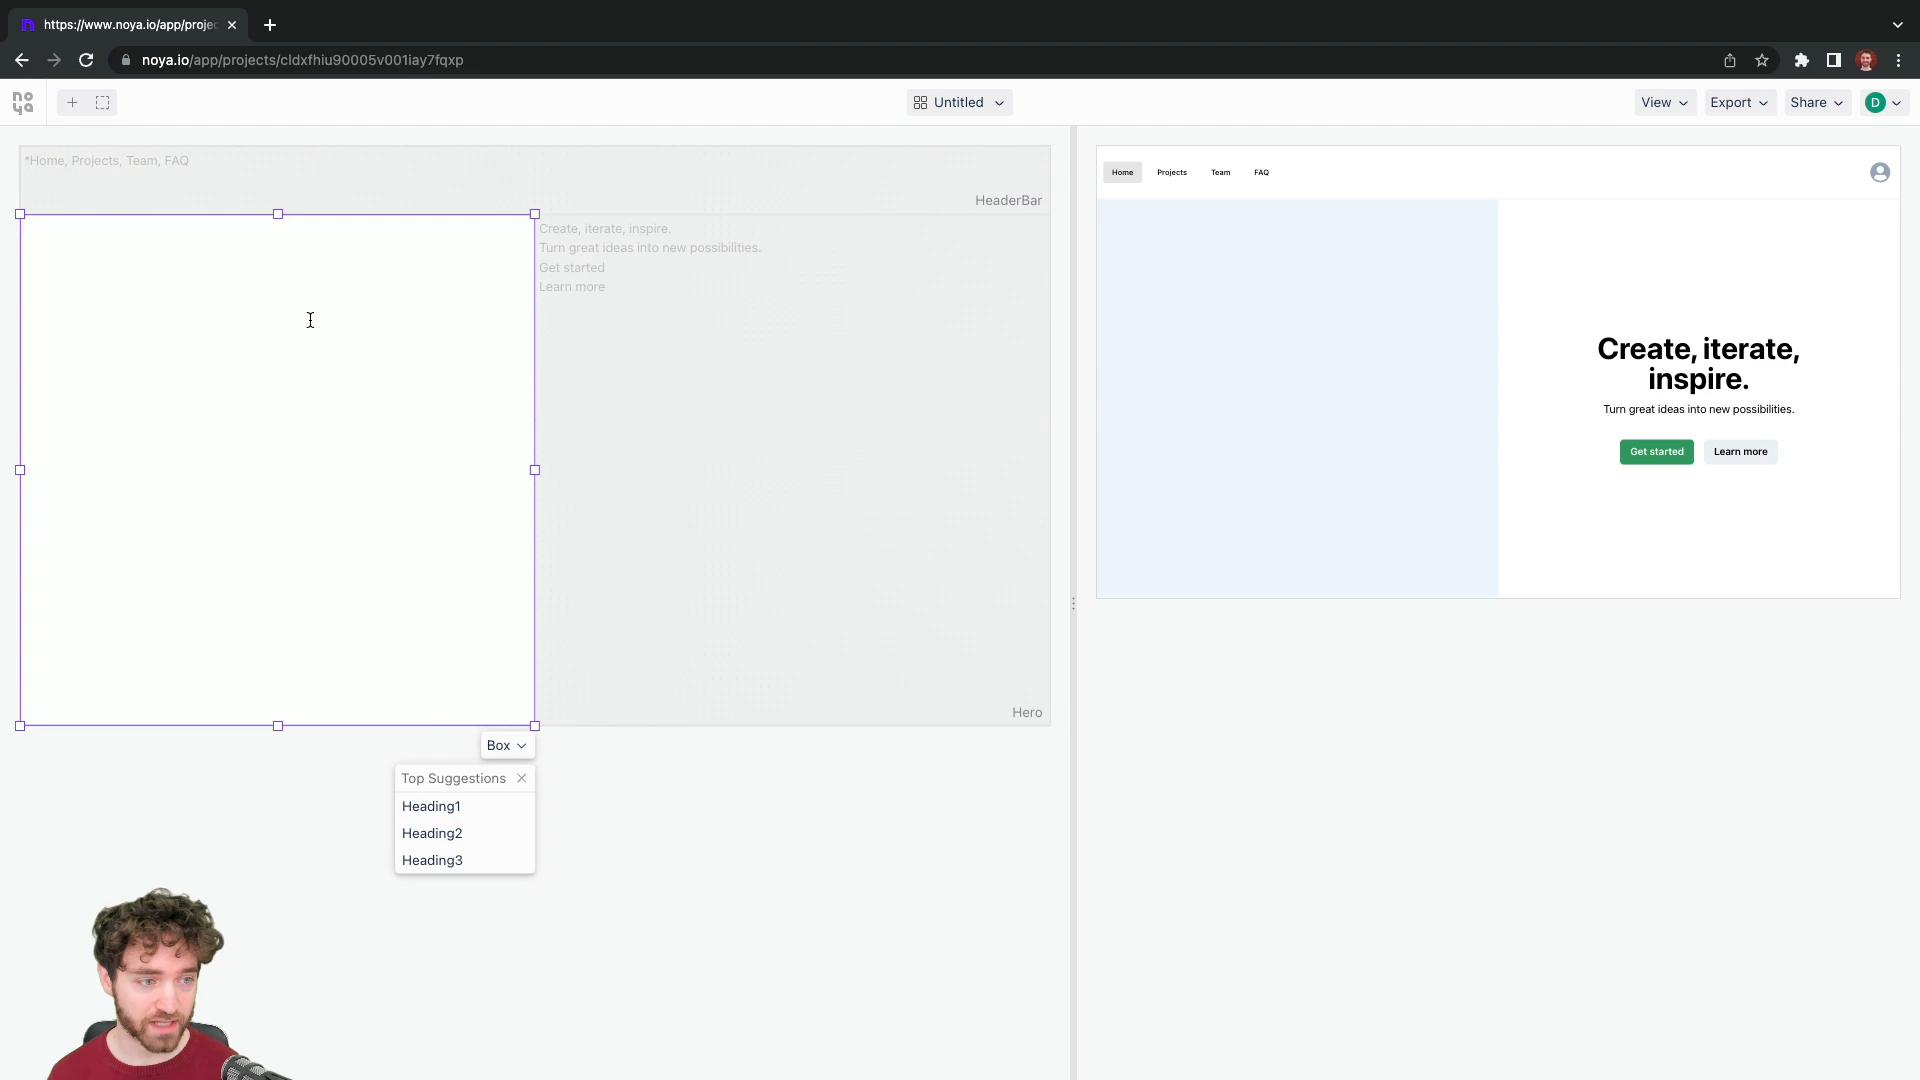 https://www.noya.io/app/projec
noya.io/app/projects/cldxfhiu90005v001iay7fqxp
noya
Untitled
View
Export
Share
D
*Home, Projects, Team, FAQ
HeaderBar
Create, iterate, inspire.
Turn great ideas into new possibilities.
Get started
Learn more
Hero
Box
Top Suggestions
Heading1
Heading2
Heading3
Home
Projects
Team
FAQ
Create, iterate,
inspire.
Turn great ideas into new possibilities.
Get started
Learn more